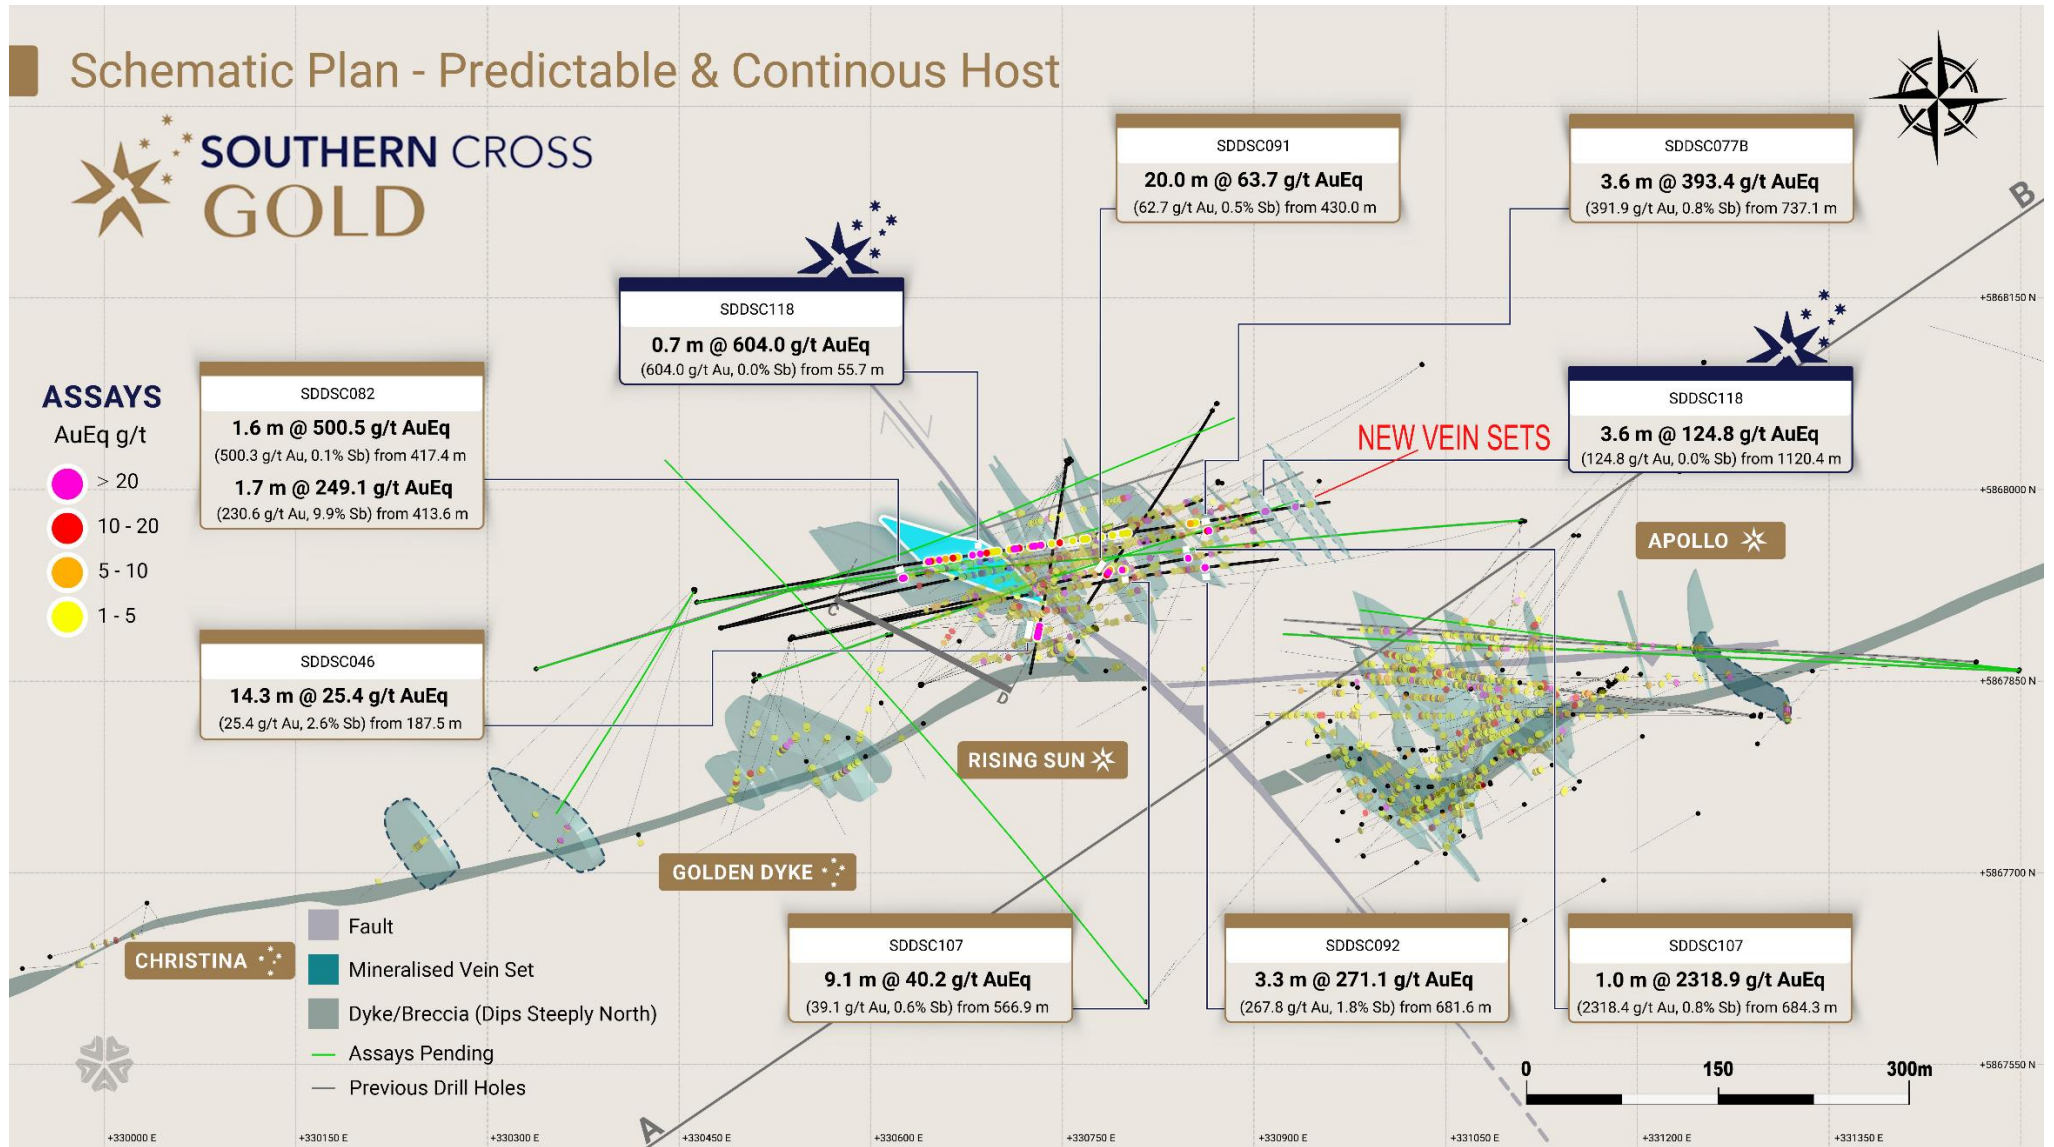 Schematic Plan - Predictable & Continous Host
SOUTHERN CROSS
GOLD
SDDSC091
20.0 m @ 63.7 g/t AuEq
(62.7 g/t Au, 0.5% Sb) from 430.0 m
SDDSC077B
3.6 m @ 393.4 g/t AuEq
(391.9 g/t Au, 0.8% Sb) from 737.1 m
B
SDDSC118
0.7 m @ 604.0 g/t AuEq
(604.0 g/t Au, 0.0% Sb) from 55.7 m
+5868150 N
ASSAYS
AuEq g/t
> 20
10 - 20
5 - 10
1 - 5
SDDSC082
1.6 m @ 500.5 g/t AuEq
(500.3 g/t Au, 0.1% Sb) from 417.4 m
1.7 m @ 249.1 g/t AuEq
(230.6 g/t Au, 9.9% Sb) from 413.6 m
NEW VEIN SETS
SDDSC118
3.6 m @ 124.8 g/t AuEq
(124.8 g/t Au, 0.0% Sb) from 1120.4 m
+5868000 N
APOLLO
C
D
SDDSC046
14.3 m @ 25.4 g/t AuEq
(25.4 g/t Au, 2.6% Sb) from 187.5 m
+5867850 N
RISING SUN
GOLDEN DYKE
+5867700 N
CHRISTINA
Fault
Mineralised Vein Set
Dyke/Breccia (Dips Steeply North)
Assays Pending
Previous Drill Holes
SDDSC107
9.1 m @ 40.2 g/t AuEq
(39.1 g/t Au, 0.6% Sb) from 566.9 m
SDDSC092
3.3 m @ 271.1 g/t AuEq
(267.8 g/t Au, 1.8% Sb) from 681.6 m
SDDSC107
1.0 m @ 2318.9 g/t AuEq
(2318.4 g/t Au, 0.8% Sb) from 684.3 m
+5867550 N
0 150 300m
A
+330000 E +330150 E +330300 E +330450 E +330600 E +330750 E +330900 E +331050 E +331200 E +331350 E